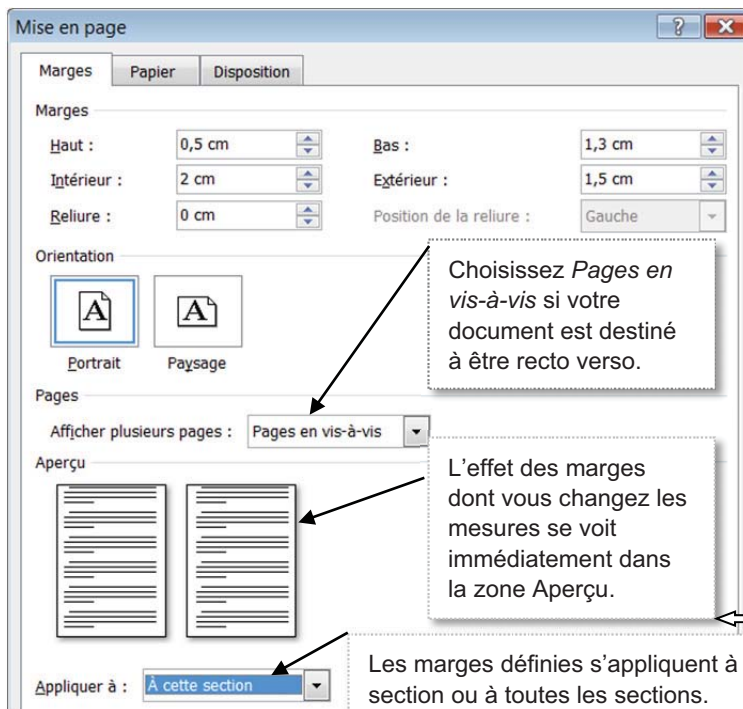 Mise en page
Marges Papier Disposition
Marges
Haut : 0,5 cm Bas : 1,3 cm
Intérieur : 2 cm Extérieur : 1,5 cm
Reliure : 0 cm Position de la reliure : Gauche
Orientation
A A
Portrait Paysage
Choisissez Pages en
vis-à-vis si votre
document est destiné
à être recto verso.
Pages
Afficher plusieurs pages : Pages en vis-à-vis
Aperçu
L'effet des marges
dont vous changez les
mesures se voit
immédiatement dans
la zone Aperçu.
Appliquer à : À cette section
Les marges définies s'appliquent à
section ou à toutes les sections.